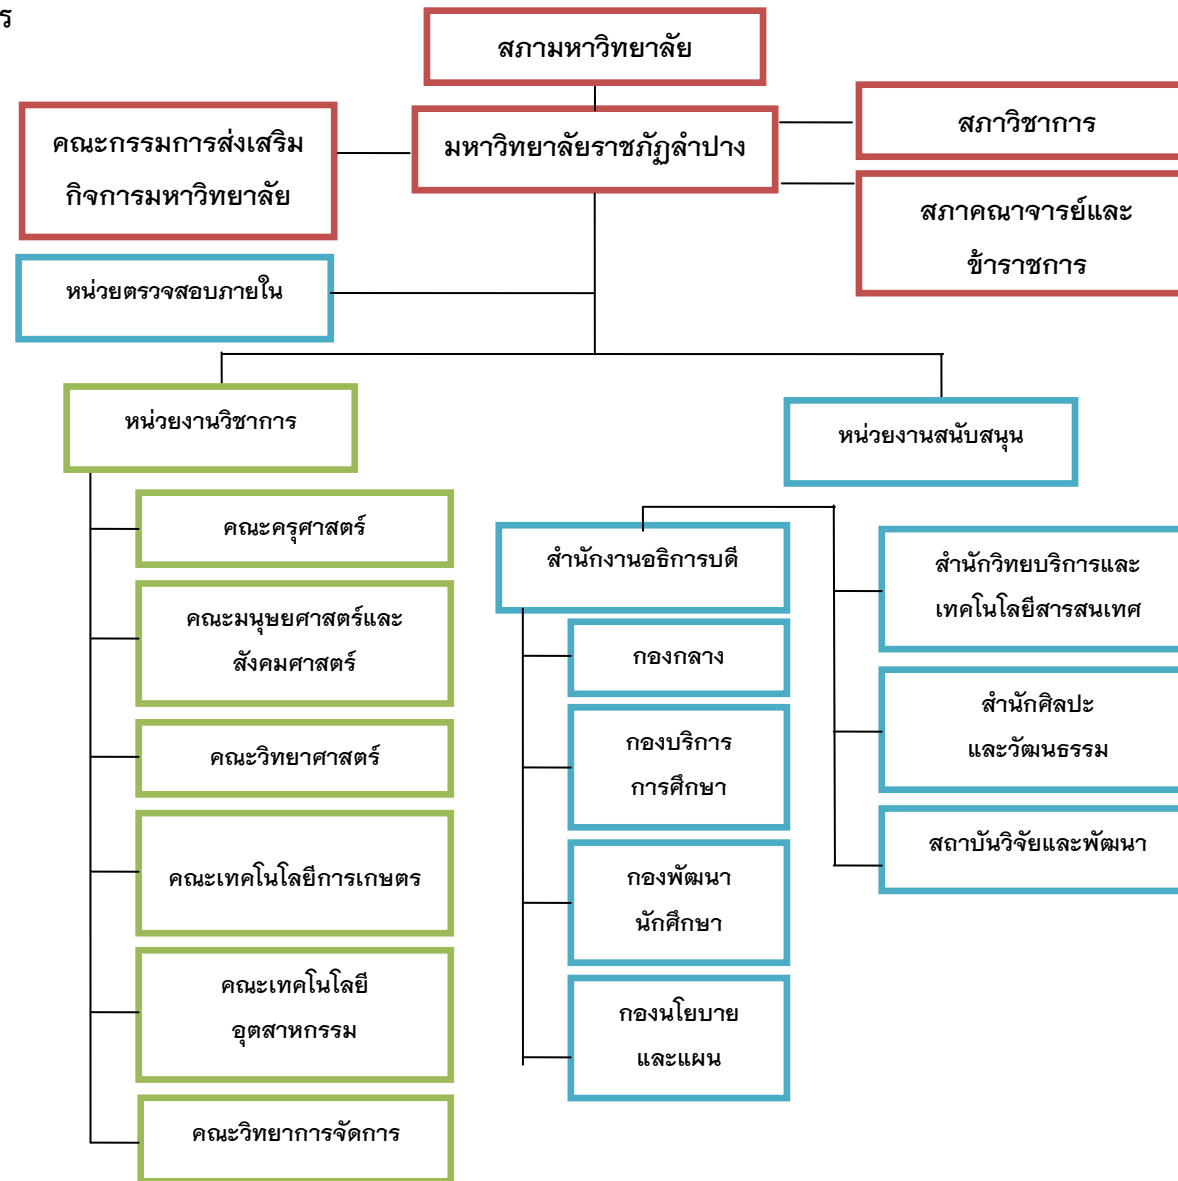 ร
สภามหาวิทยาลัย
คณะกรรมการส่งเสริม
กิจการมหาวิทยาลัย
มหาวิทยาลัยราชภัฏลำปาง
สภาวิชาการ
สภาคณาจารย์และ
ข้าราชการ
หน่วยตรวจสอบภายใน
หน่วยงานวิชาการ
หน่วยงานสนับสนุน
คณะครุศาสตร์
คณะมนุษยศาสตร์และ
สังคมศาสตร์
คณะวิทยาศาสตร์
คณะเทคโนโลยีการเกษตร
คณะเทคโนโลยี
อุตสาหกรรม
คณะวิทยาการจัดการ
สำนักงานอธิการบดี
กองกลาง
กองบริการ
การศึกษา
กองพัฒนา
นักศึกษา
กองนโยบาย
และแผน
สำนักวิทยบริการและ
เทคโนโลยีสารสนเทศ
สำนักศิลปะ
และวัฒนธรรม
สถาบันวิจัยและพัฒนา